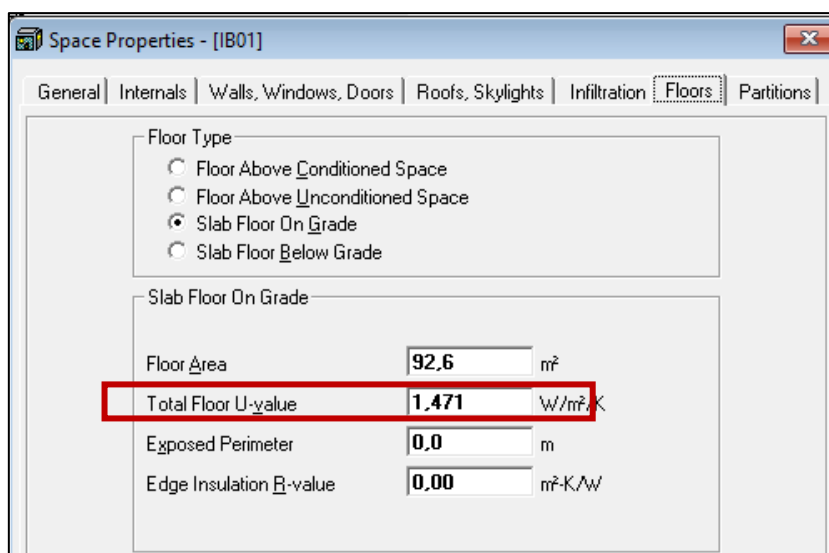 Space Properties - [IB01]
General Internals Walls, Windows, Doors Roofs, Skylights Infiltration Floors Partitions
Floor Type
Floor Above Conditioned Space
Floor Above Unconditioned Space
Slab Floor On Grade
Slab Floor Below Grade
Slab Floor On Grade
Floor Area 92,6 m²
Total Floor U-value 1,471 W/m²/K
Exposed Perimeter 0,0 m
Edge Insulation R-value 0,00 m²-K/W